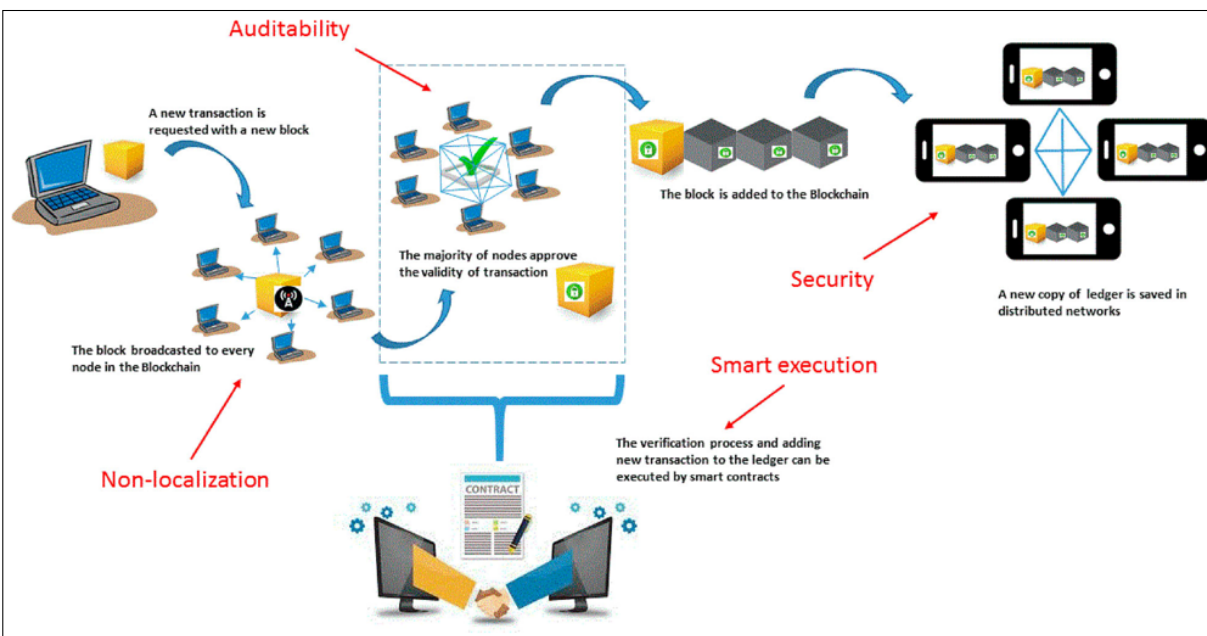 Auditability
A new transaction is
requested with a new block
The block is added to the Blockchain
The majority of nodes approve
the validity of transaction
Security
A new copy of ledger is saved in
distributed networks
The block broadcasted to every
node in the Blockchain
Smart execution
Non-localization
The verification process and adding
new transaction to the ledger can be
executed by smart contracts
CONTRACT